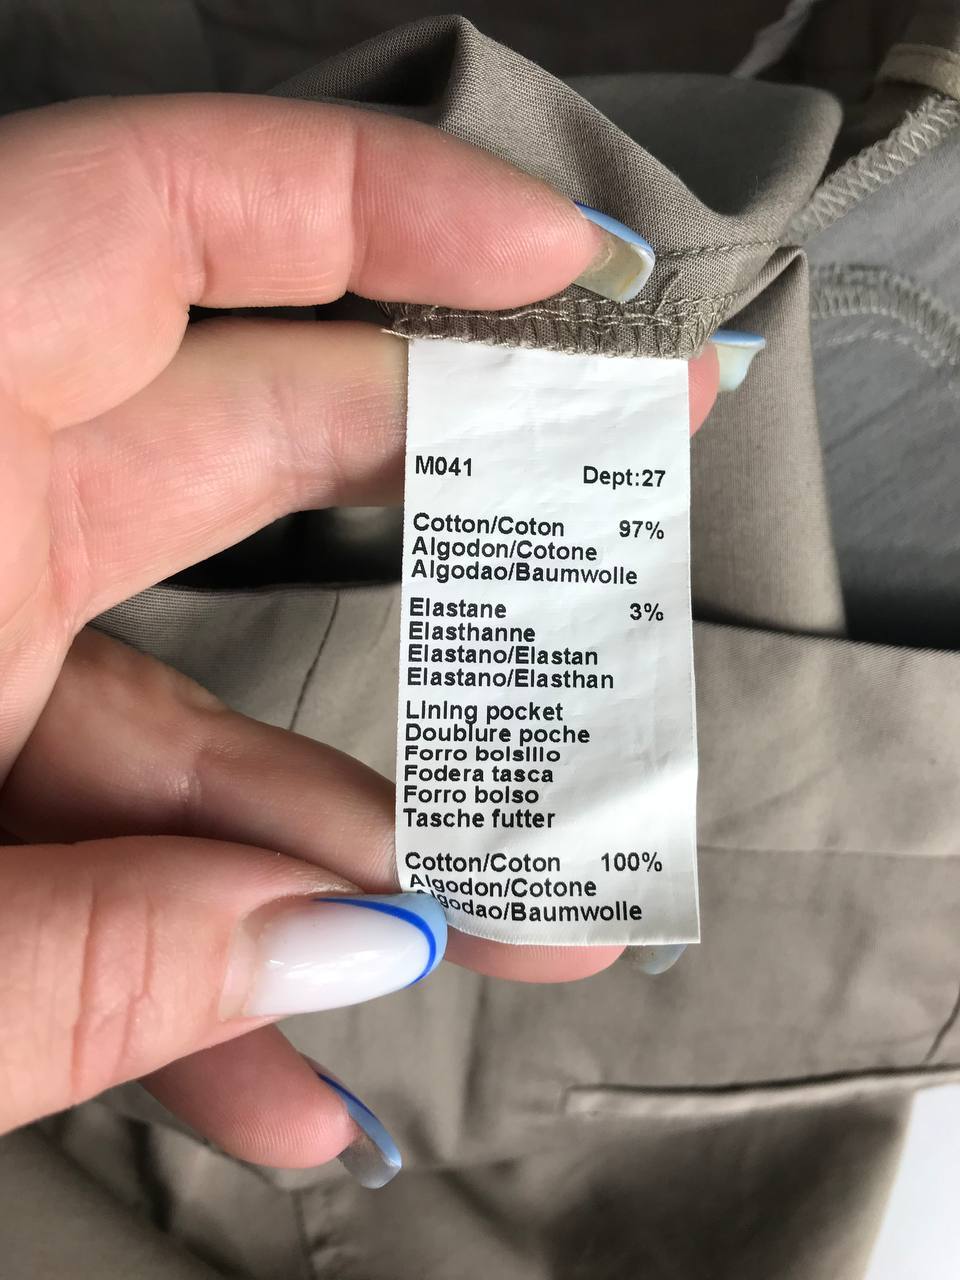 M041 Dept:27
Cotton/Coton 97%
Algodon/Cotone
Algodao/Baumwolle
Elastane 3%
Elasthanne
Elastano/Elastan
Elastano/Elasthan
Lining pocket
Doublure poche
Forro bolsillo
Fodera tasca
Forro bolso
Tasche futter
Cotton/Coton 100%
Algodon/Cotone
Algodao/Baumwolle